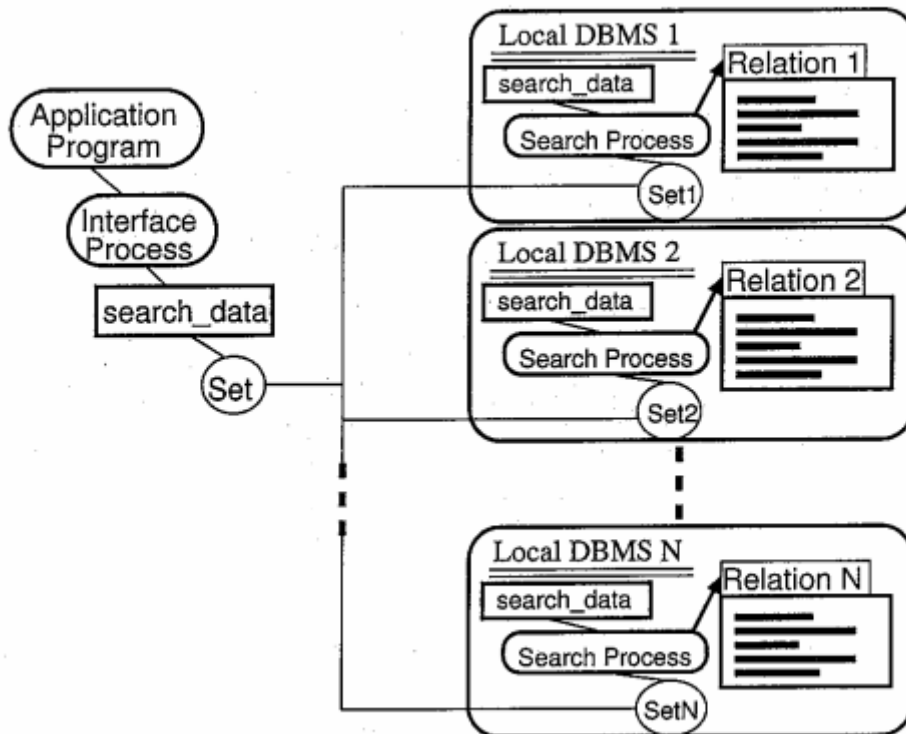 Application
Program
Interface
Process
search_data
Set
Local DBMS 1
search_data
Search Process
Set1
Relation 1
Local DBMS 2
search_data
Search Process
Set2
Relation 2
Local DBMS N
search_data
Search Process
SetN
Relation N